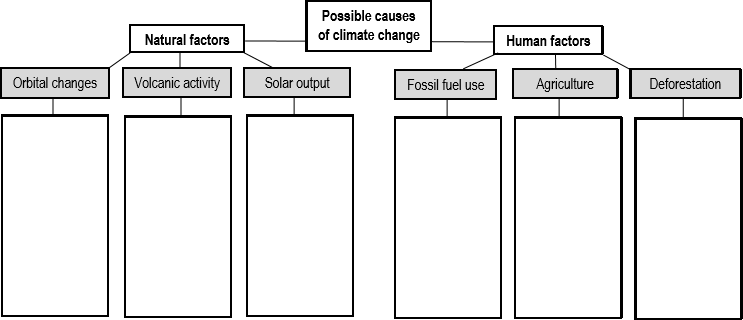 Possible causes
of climate change
Natural factors
Human factors
Orbital changes
Volcanic activity
Solar output
Fossil fuel use
Agriculture
Deforestation